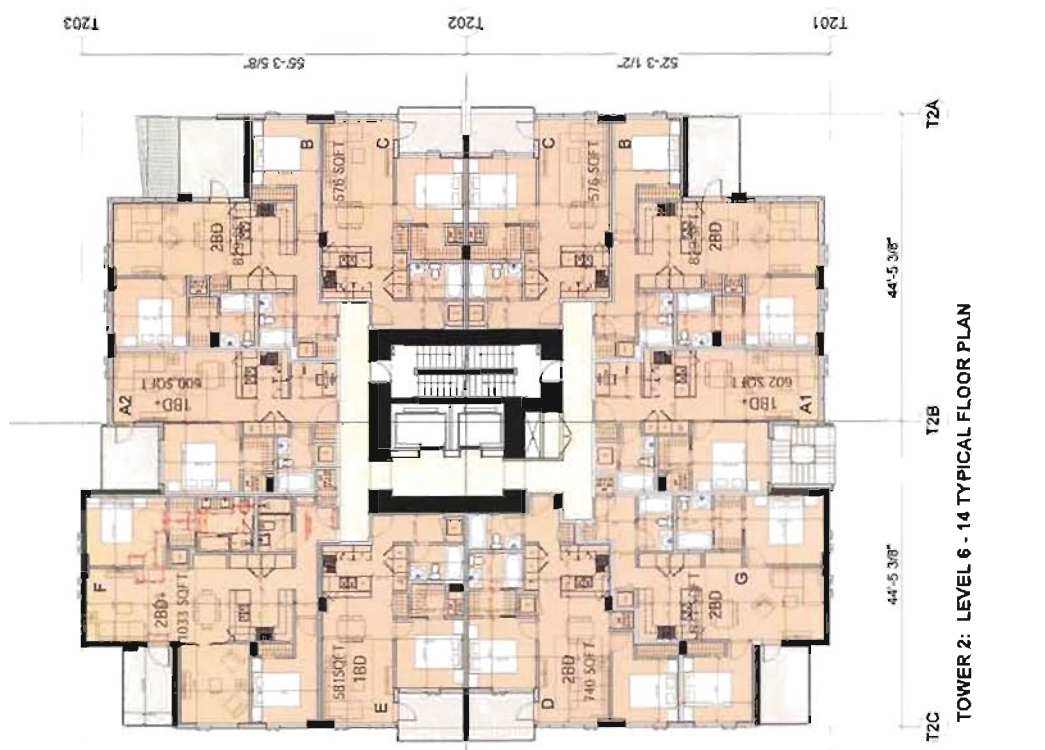 T203
T202
T201
55'-3 5/8"
52'-3 1/2"
T2A
T2B
T2C
44'-5 3/8"
44'-5 3/8"
B
C
576 SQFT
C
576 SQFT
B
2BD
2BD
A2
1BD+
600 SQFT
602 SQFT
1BD+
A1
F
2BD+
1033 SQFT
581 SQFT
1BD
E
D
2BD
740 SQFT
2BD
G
TOWER 2: LEVEL 6 - 14 TYPICAL FLOOR PLAN